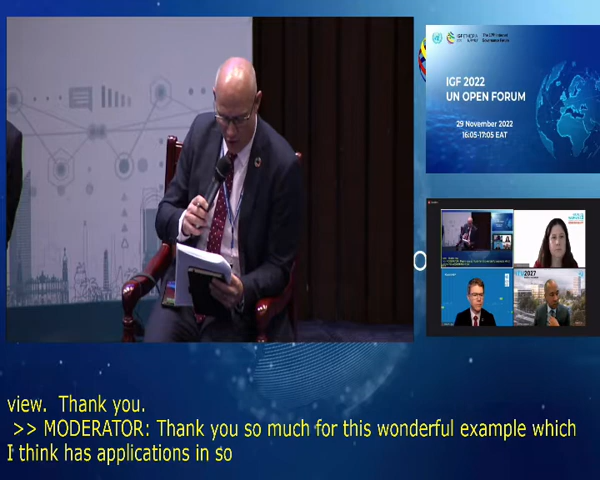 IGF 2022
UN OPEN FORUM
29 November 2022
16:05-17:05 EAT
view. Thank you.
>> MODERATOR: Thank you so much for this wonderful example which
I think has applications in so